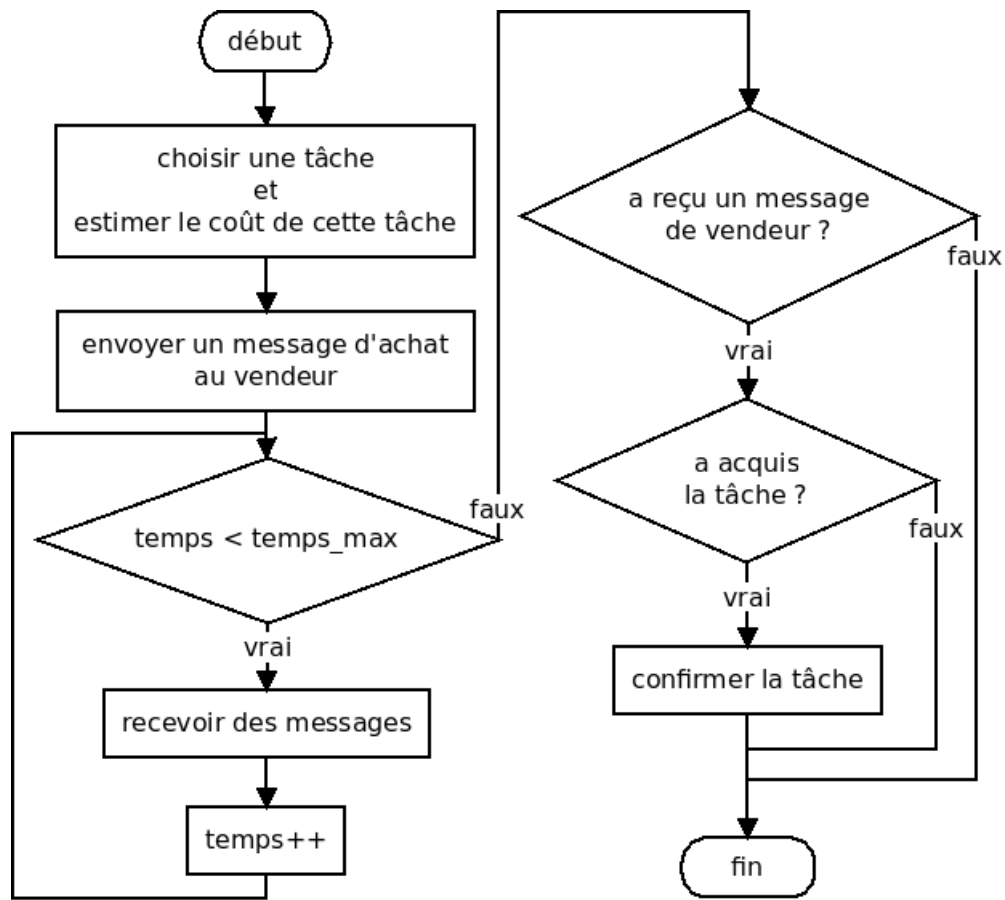 début
choisir une tâche
et
estimer le coût de cette tâche
envoyer un message d'achat
au vendeur
temps < temps_max
faux
vrai
recevoir des messages
temps++
a reçu un message
de vendeur ?
faux
vrai
a acquis
la tâche ?
faux
vrai
confirmer la tâche
fin